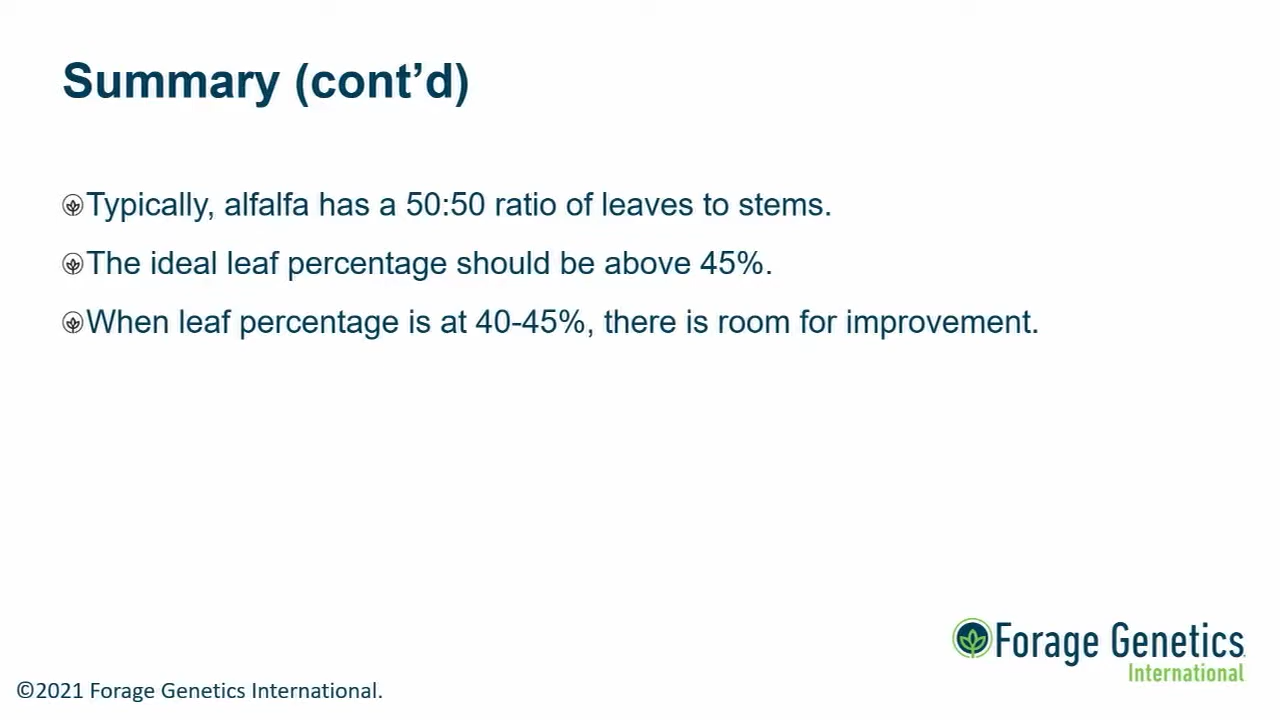 Summary (cont’d)
Typically, alfalfa has a 50:50 ratio of leaves to stems.
The ideal leaf percentage should be above 45%.
When leaf percentage is at 40-45%, there is room for improvement.
Forage Genetics
International
©2021 Forage Genetics International.